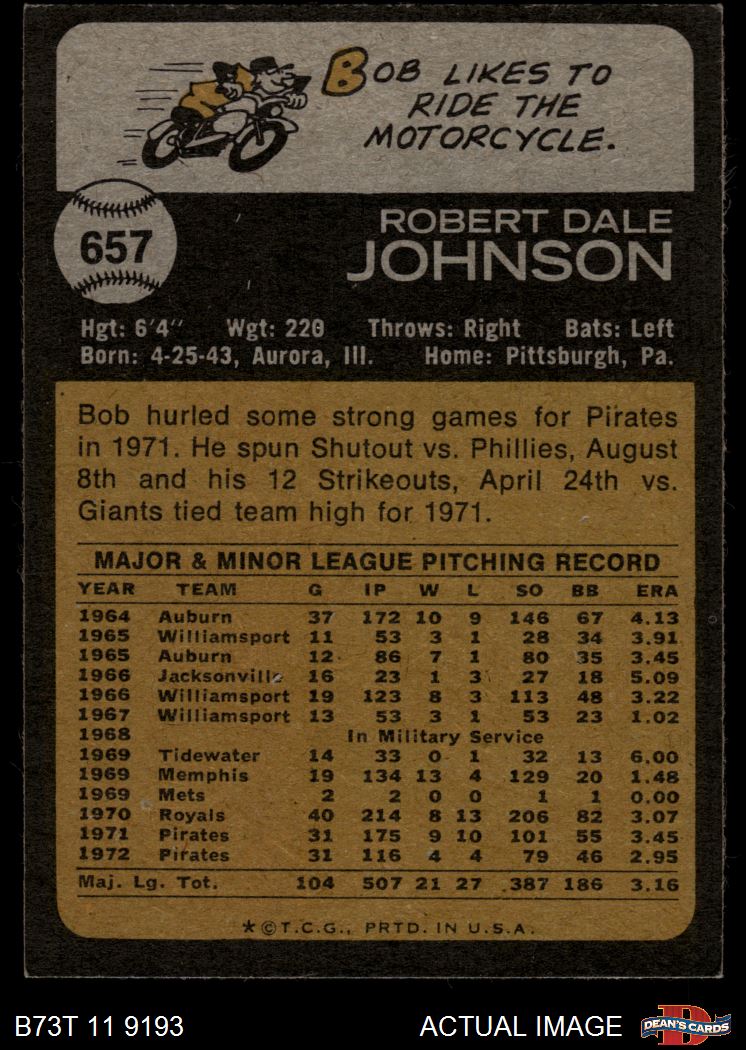 BOB LIKES TO
RIDE THE
MOTORCYCLE.
657
ROBERT DALE
JOHNSON
Hgt: 6'4" Wgt: 220 Throws: Right Bats: Left
Born: 4-25-43, Aurora, Ill. Home: Pittsburgh, Pa.
Bob hurled some strong games for Pirates
in 1971. He spun Shutout vs. Phillies, August
8th and his 12 Strikeouts, April 24th vs.
Giants tied team high for 1971.
MAJOR & MINOR LEAGUE PITCHING RECORD
YEAR TEAM G IP W L SO BB ERA
1964 Auburn 37 172 10 9 146 67 4.13
1965 Williamsport 11 53 3 1 28 34 3.91
1965 Auburn 12 86 7 1 80 35 3.45
1966 Jacksonville 16 23 1 3 27 18 5.09
1966 Williamsport 19 123 8 3 113 48 3.22
1967 Williamsport 13 53 3 1 53 23 1.02
1968 In Military Service
1969 Tidewater 14 33 0 1 32 13 6.00
1969 Memphis 19 134 13 4 129 20 1.48
1969 Mets 2 2 0 0 1 1 0.00
1970 Royals 40 214 8 13 206 82 3.07
1971 Pirates 31 175 9 10 101 55 3.45
1972 Pirates 31 116 4 4 79 46 2.95
Maj. Lg. Tot. 104 507 21 27 387 186 3.16
*©T.C.G., PRTD. IN U.S.A.
B73T 11 9193 ACTUAL IMAGE DEAN'S CARDS